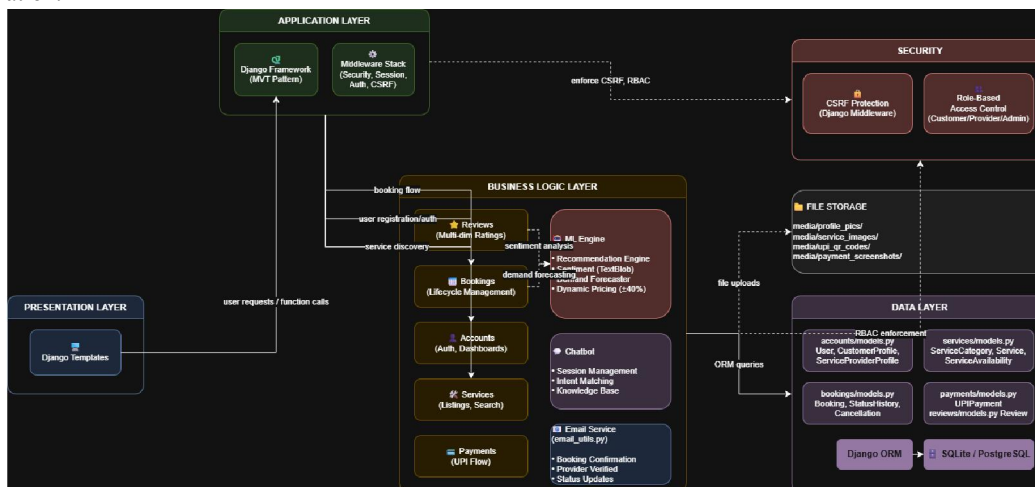 APPLICATION LAYER
Django Framework
(MVT Pattern)
Middleware Stack
(Security, Session,
Auth, CSRF)
enforce CSRF, RBAC
SECURITY
CSRF Protection
(Django Middleware)
Role-Based
Access Control
(Customer/Provider/Admin)
booking flow
user registration/auth
service discovery
BUSINESS LOGIC LAYER
Reviews
(Multi-dim Ratings)
sentiment analysis
demand forecasting
Bookings
(Lifecycle Management)
Accounts
(Auth, Dashboards)
Services
(Listings, Search)
Payments
(UPI Flow)
ML Engine
• Recommendation Engine
• Sentiment (TextBlob)
• Demand Forecaster
• Dynamic Pricing (±40%)
Chatbot
• Session Management
• Intent Matching
• Knowledge Base
Email Service
(email_utils.py)
• Booking Confirmation
• Provider Verified
• Status Updates
PRESENTATION LAYER
Django Templates
user requests / function calls
FILE STORAGE
media/profile_pics/
media/service_images/
media/upi_qr_codes/
media/payment_screenshots/
file uploads
ORM queries
DATA LAYER
RBAC enforcement
accounts/models.py
User, CustomerProfile,
ServiceProviderProfile
services/models.py
ServiceCategory, Service,
ServiceAvailability
bookings/models.py
Booking, StatusHistory,
Cancellation
payments/models.py
UPIPayment
reviews/models.py Review
Django ORM
SQLite / PostgreSQL